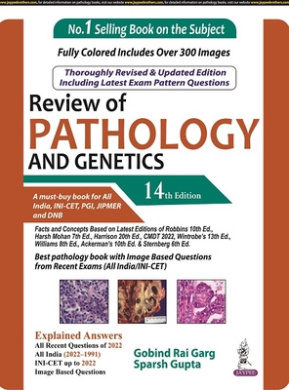 No.1 Selling Book on the Subject
Fully Colored Includes Over 300 Images
Thoroughly Revised & Updated Edition
Including Latest Exam Pattern Questions
Review of
PATHOLOGY
AND GENETICS
14th Edition
A must-buy book for All
India, INI-CET, PGI, JIPMER
and DNB
Facts and Concepts Based on Latest Editions of Robbins 10th Ed.,
Harsh Mohan 7th Ed., Harrison 20th Ed., CMDT 2022, Wintrobe's 13th Ed.,
Williams 8th Ed., Ackerman's 10th Ed. & Sternberg 6th Ed.
Best pathology book with Image Based Questions
from Recent Exams (All India/INI-CET)
Explained Answers
All Recent Questions of 2022
All India (2022–1991)
INI-CET up to 2022
Image Based Questions
Gobind Rai Garg
Sparsh Gupta
JAYPEE